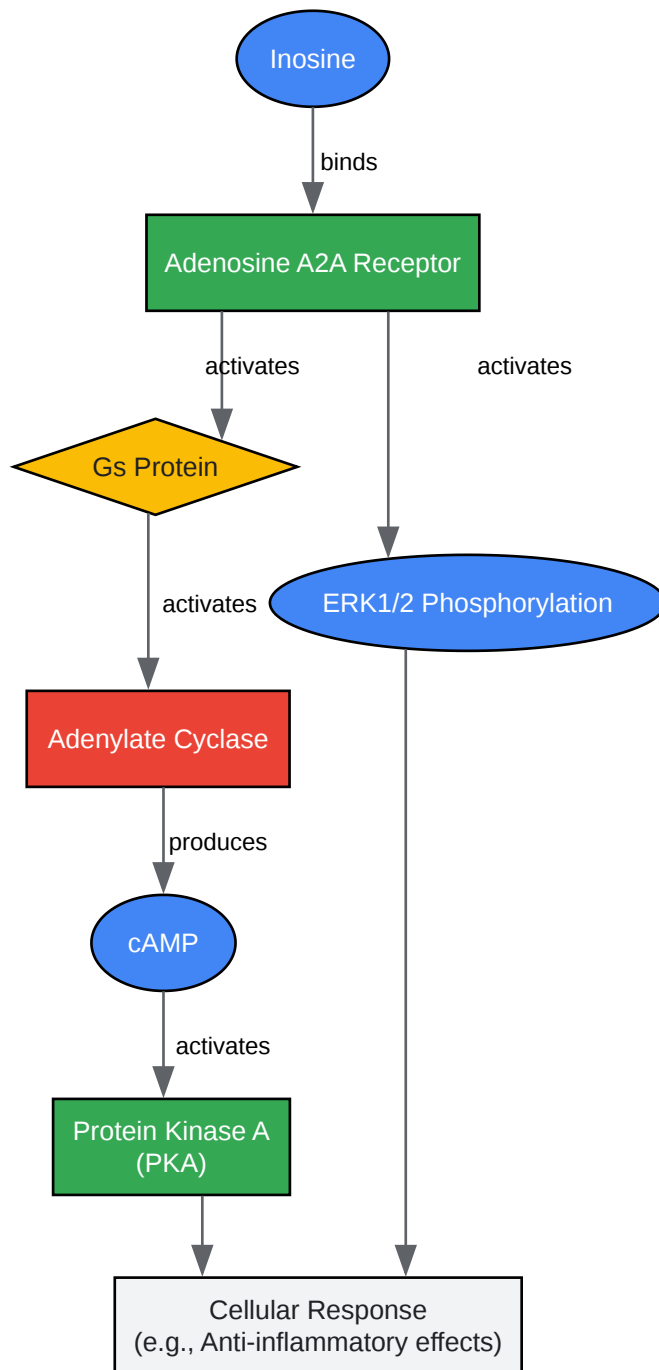 Inosine
binds
Adenosine A2A Receptor
activates
activates
Gs Protein
activates
ERK1/2 Phosphorylation
Adenylate Cyclase
produces
cAMP
activates
Protein Kinase A
(PKA)
Cellular Response
(e.g., Anti-inflammatory effects)